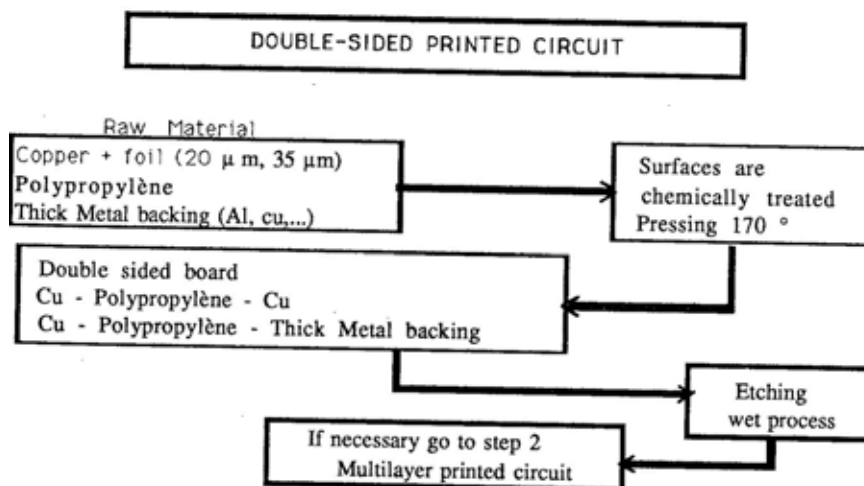 DOUBLE-SIDED PRINTED CIRCUIT
Raw Material
Copper + foil (20 µ m, 35 µm)
Polypropylène
Thick Metal backing (Al, cu,...)
Surfaces are
chemically treated
Pressing 170 °
Double sided board
Cu - Polypropylène - Cu
Cu - Polypropylène - Thick Metal backing
Etching
wet process
If necessary go to step 2
Multilayer printed circuit